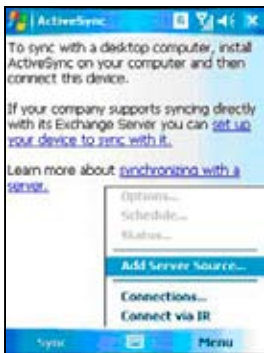 ActiveSync
To sync with a desktop computer, install
ActiveSync on your computer and then
connect this device.
If your company supports syncing directly
with its Exchange Server you can set up
your device to sync with it.
Learn more about synchronizing with a
server.
Options...
Schedule...
Status...
Add Server Source...
Connections...
Connect via IR
Sync
Menu